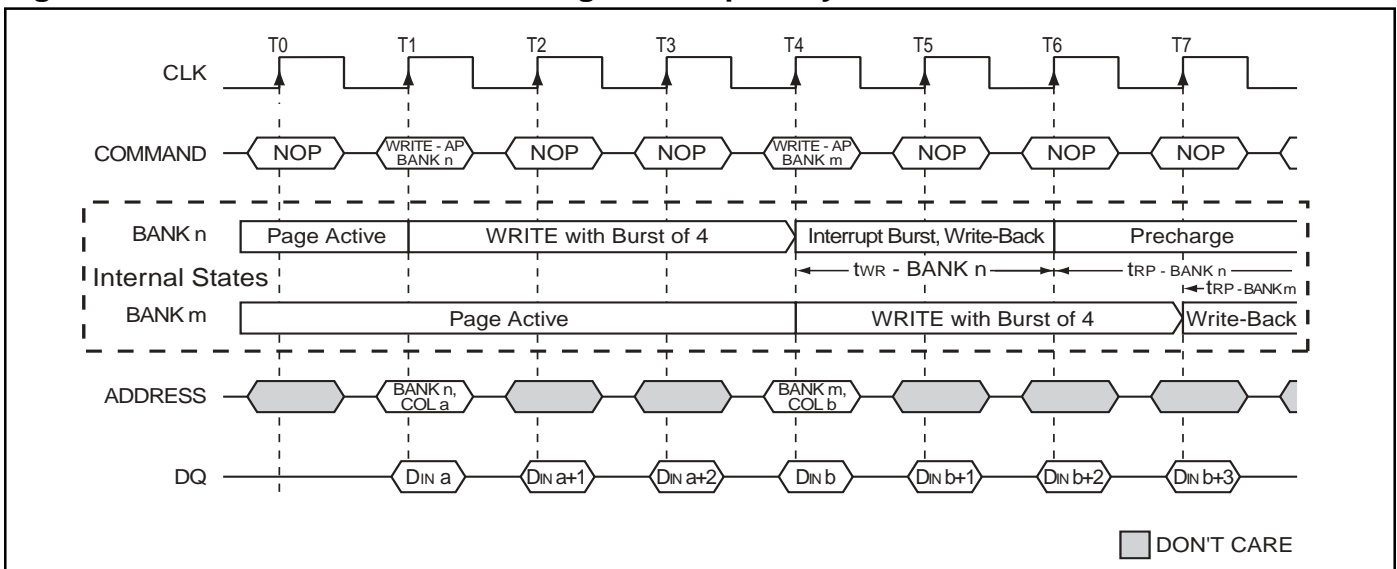 T0 T1 T2 T3 T4 T5 T6 T7
CLK
COMMAND NOP WRITE - AP BANK n NOP NOP WRITE - AP BANK m NOP NOP NOP
BANK n Page Active WRITE with Burst of 4 Interrupt Burst, Write-Back Precharge
tWR - BANK n tRP - BANK n
Internal States
tRP - BANK m
BANK m Page Active WRITE with Burst of 4 Write-Back
ADDRESS BANK n, COL a BANK m, COL b
DQ DIN a DIN a+1 DIN a+2 DIN b DIN b+1 DIN b+2 DIN b+3
DON'T CARE